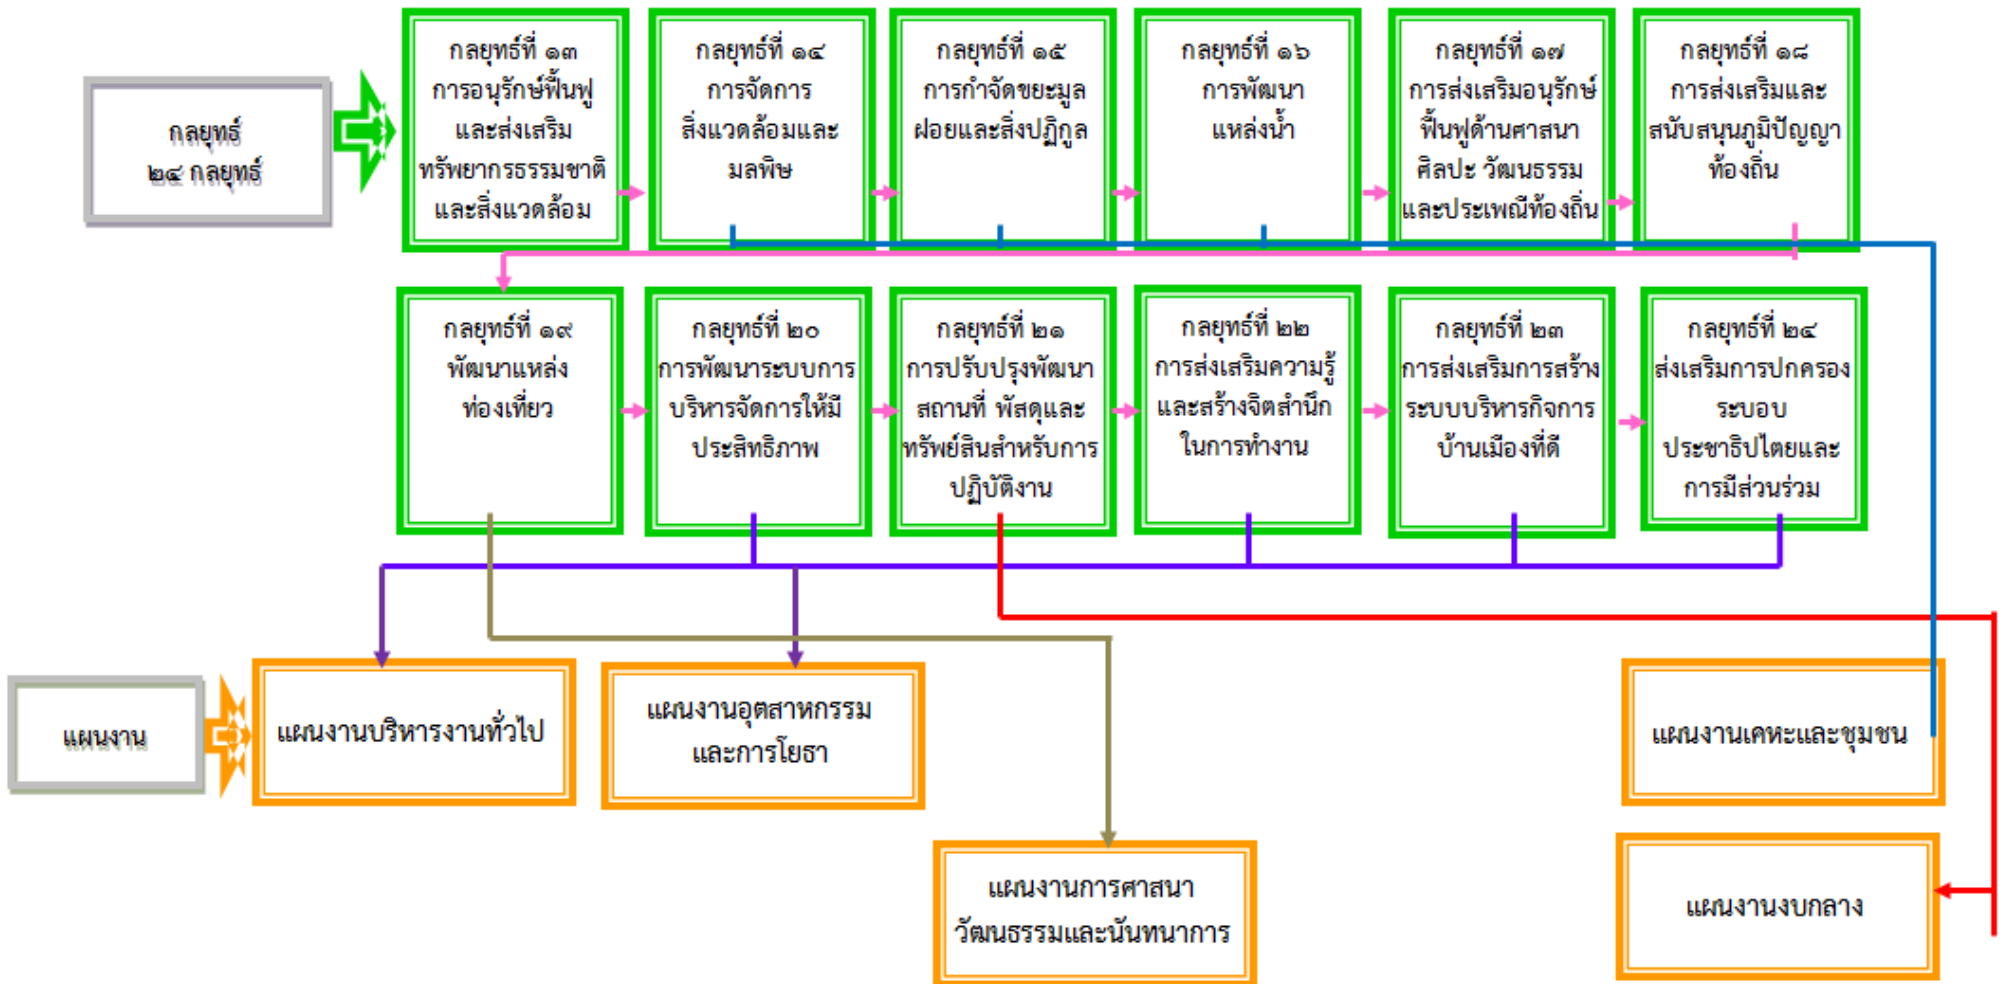 กลยุทธ์
๒๔ กลยุทธ์
กลยุทธ์ที่ ๑๓
การอนุรักษ์ฟื้นฟู
และส่งเสริม
ทรัพยากรธรรมชาติ
และสิ่งแวดล้อม
กลยุทธ์ที่ ๑๔
การจัดการ
สิ่งแวดล้อมและ
มลพิษ
กลยุทธ์ที่ ๑๕
การกำจัดขยะมูล
ฝอยและสิ่งปฏิกูล
กลยุทธ์ที่ ๑๖
การพัฒนา
แหล่งน้ำ
กลยุทธ์ที่ ๑๗
การส่งเสริมอนุรักษ์
ฟื้นฟูด้านศาสนา
ศิลปะ วัฒนธรรม
และประเพณีท้องถิ่น
กลยุทธ์ที่ ๑๘
การส่งเสริมและ
สนับสนุนภูมิปัญญา
ท้องถิ่น
กลยุทธ์ที่ ๑๙
พัฒนาแหล่ง
ท่องเที่ยว
กลยุทธ์ที่ ๒๐
การพัฒนาระบบการ
บริหารจัดการให้มี
ประสิทธิภาพ
กลยุทธ์ที่ ๒๑
การปรับปรุงพัฒนา
สถานที่ พัสดุและ
ทรัพย์สินสำหรับการ
ปฏิบัติงาน
กลยุทธ์ที่ ๒๒
การส่งเสริมความรู้
และสร้างจิตสำนึก
ในการทำงาน
กลยุทธ์ที่ ๒๓
การส่งเสริมการสร้าง
ระบบบริหารกิจการ
บ้านเมืองที่ดี
กลยุทธ์ที่ ๒๔
ส่งเสริมการปกครอง
ระบอบ
ประชาธิปไตยและ
การมีส่วนร่วม
แผนงาน
แผนงานบริหารงานทั่วไป
แผนงานอุตสาหกรรม
และการโยธา
แผนงานเคหะและชุมชน
แผนงานการศาสนา
วัฒนธรรมและนันทนาการ
แผนงานงบกลาง